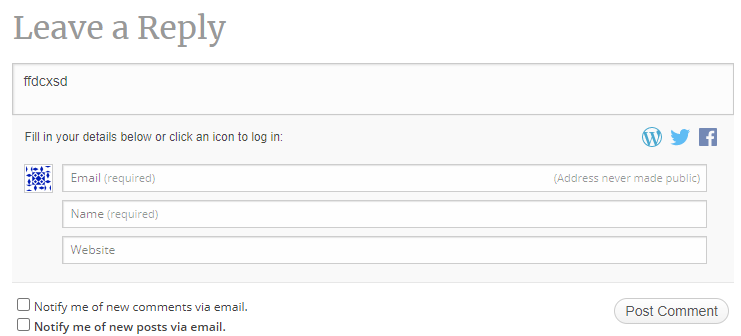 Leave a Reply
ffdcxsd
Fill in your details below or click an icon to log in:
Email (required) (Address never made public)
Name (required)
Website
Notify me of new comments via email.
Post Comment
Notify me of new posts via email.